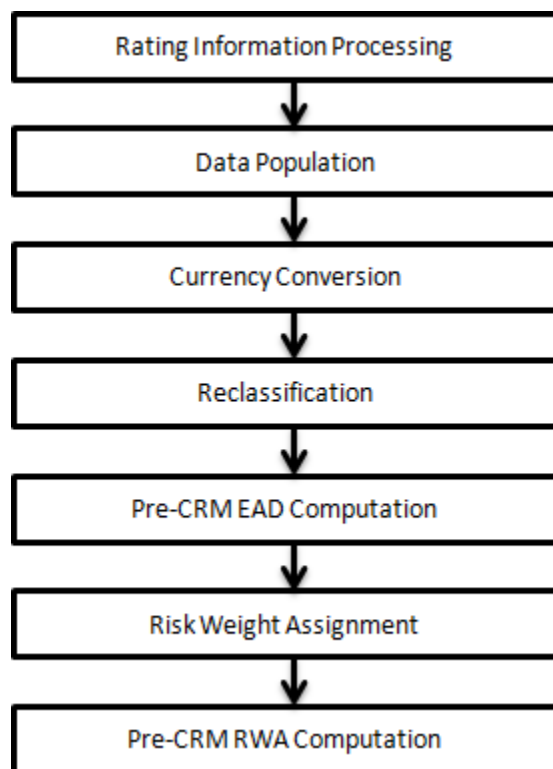 Rating Information Processing
Data Population
Currency Conversion
Reclassification
Pre-CRM EAD Computation
Risk Weight Assignment
Pre-CRM RWA Computation